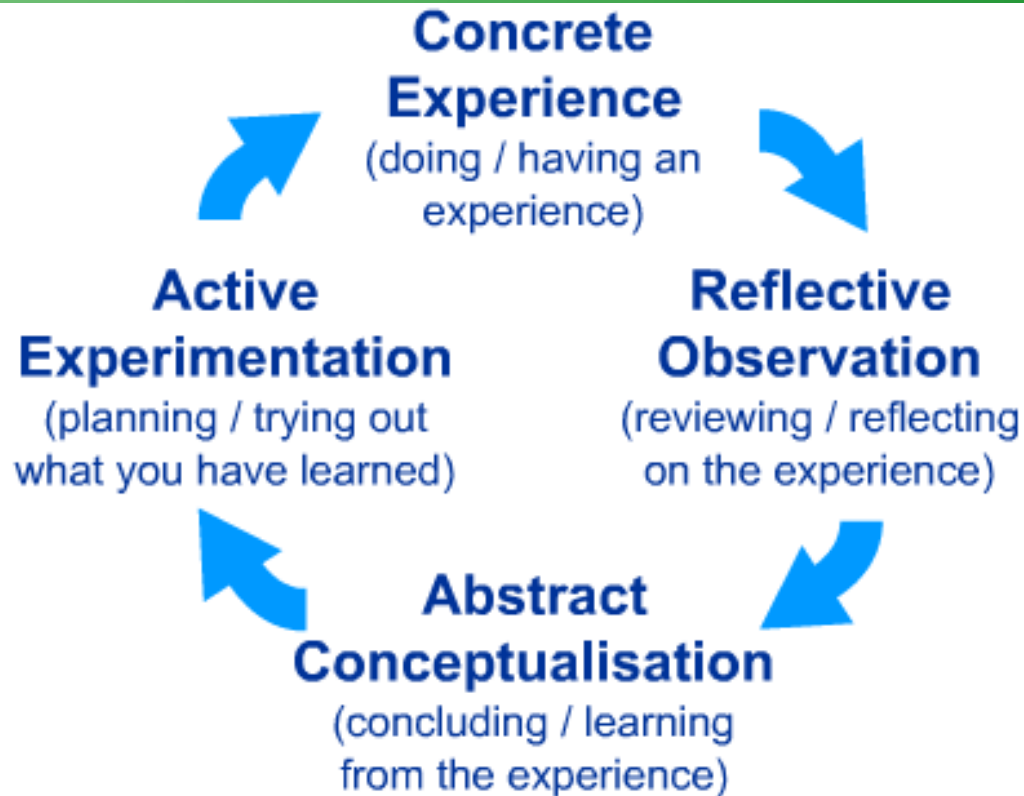 Concrete
Experience
(doing / having an
experience)
Reflective
Observation
(reviewing / reflecting
on the experience)
Abstract
Conceptualisation
(concluding / learning
from the experience)
Active
Experimentation
(planning / trying out
what you have learned)